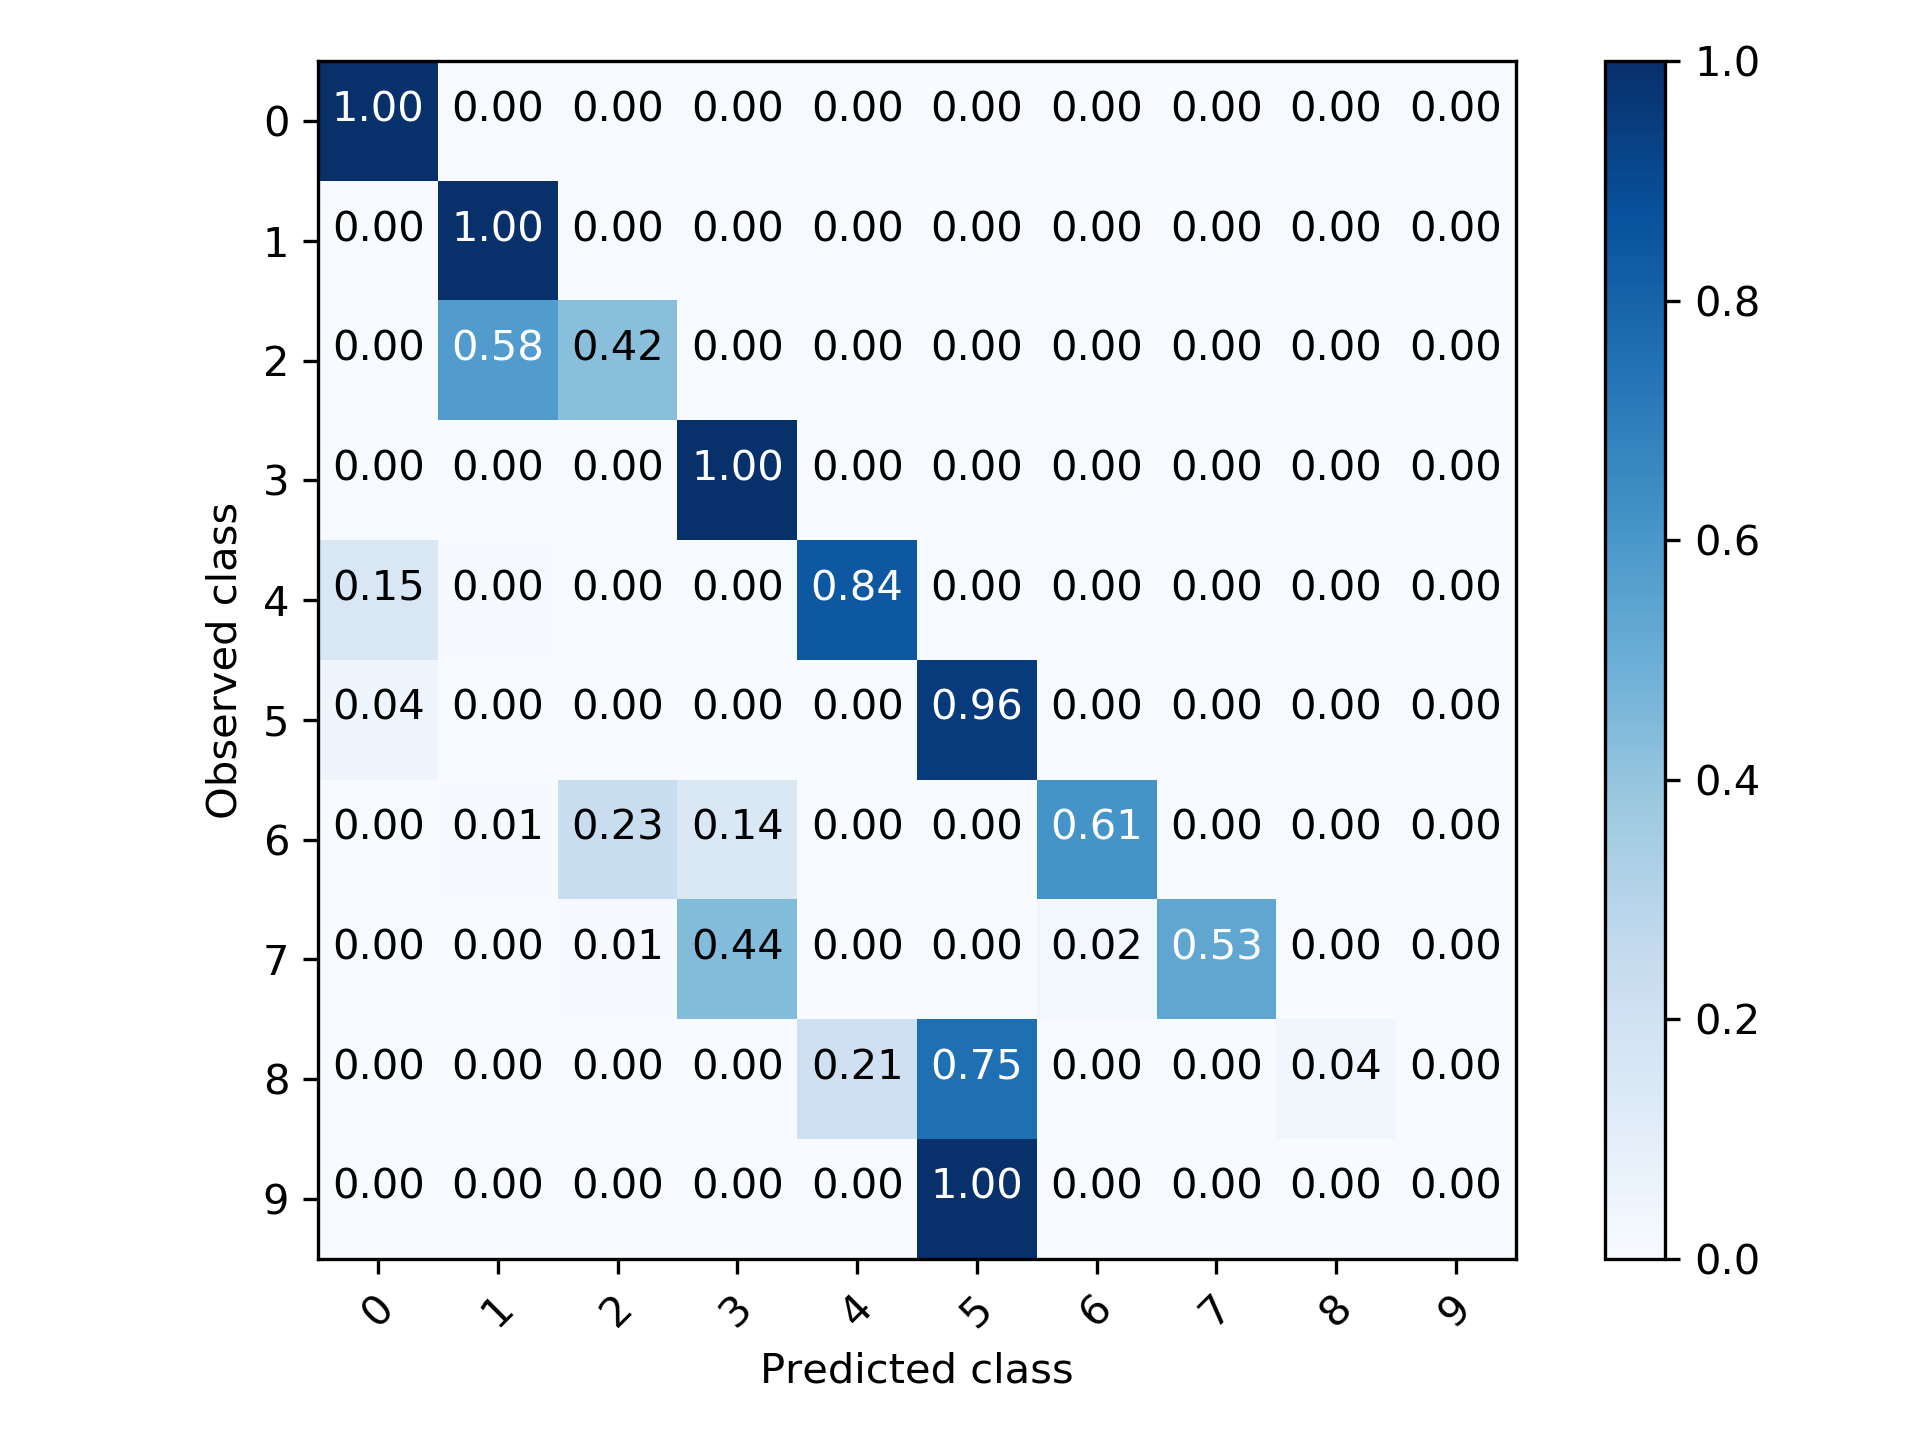 0 1.00 0.00 0.00 0.00 0.00 0.00 0.00 0.00 0.00 0.00
1 0.00 1.00 0.00 0.00 0.00 0.00 0.00 0.00 0.00 0.00
2 0.00 0.58 0.42 0.00 0.00 0.00 0.00 0.00 0.00 0.00
3 0.00 0.00 0.00 1.00 0.00 0.00 0.00 0.00 0.00 0.00
4 0.15 0.00 0.00 0.00 0.84 0.00 0.00 0.00 0.00 0.00
5 0.04 0.00 0.00 0.00 0.00 0.96 0.00 0.00 0.00 0.00
6 0.00 0.01 0.23 0.14 0.00 0.00 0.61 0.00 0.00 0.00
7 0.00 0.00 0.01 0.44 0.00 0.00 0.02 0.53 0.00 0.00
8 0.00 0.00 0.00 0.00 0.21 0.75 0.00 0.00 0.04 0.00
9 0.00 0.00 0.00 0.00 0.00 1.00 0.00 0.00 0.00 0.00
0 1 2 3 4 5 6 7 8 9
Predicted class
Observed class
1.0
0.8
0.6
0.4
0.2
0.0